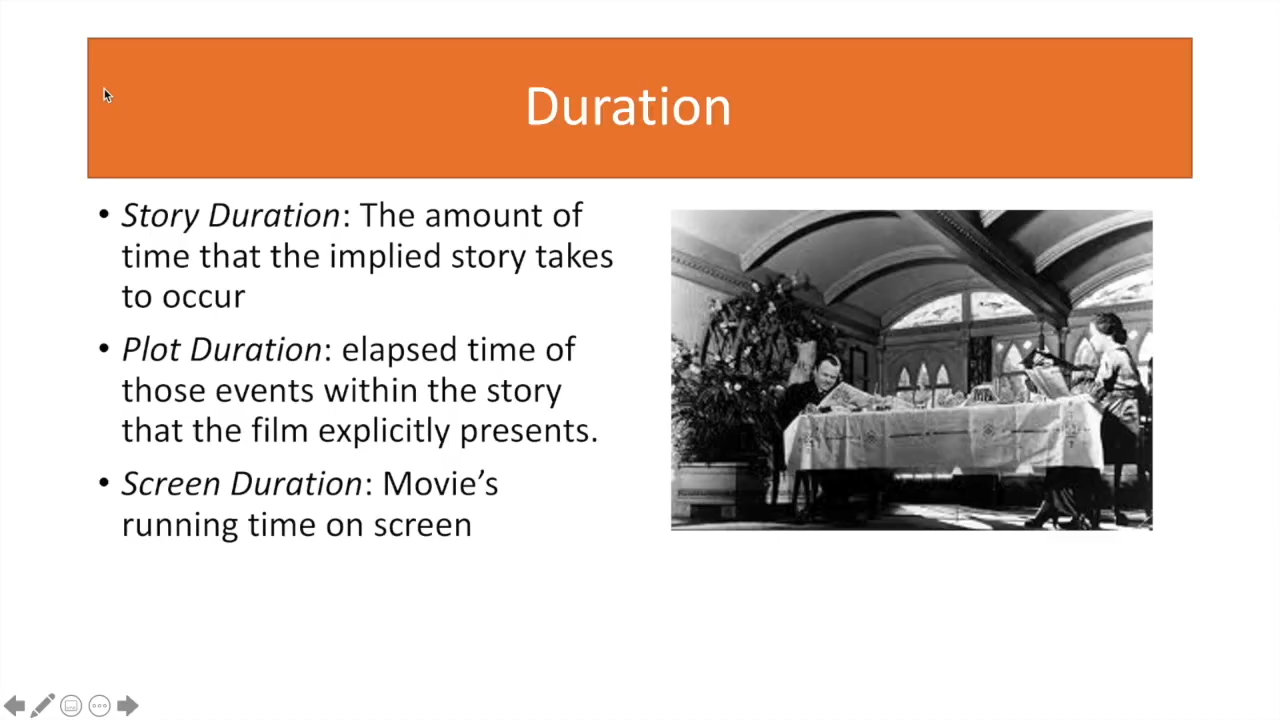 Duration
• Story Duration: The amount of
time that the implied story takes
to occur
• Plot Duration: elapsed time of
those events within the story
that the film explicitly presents.
• Screen Duration: Movie’s
running time on screen